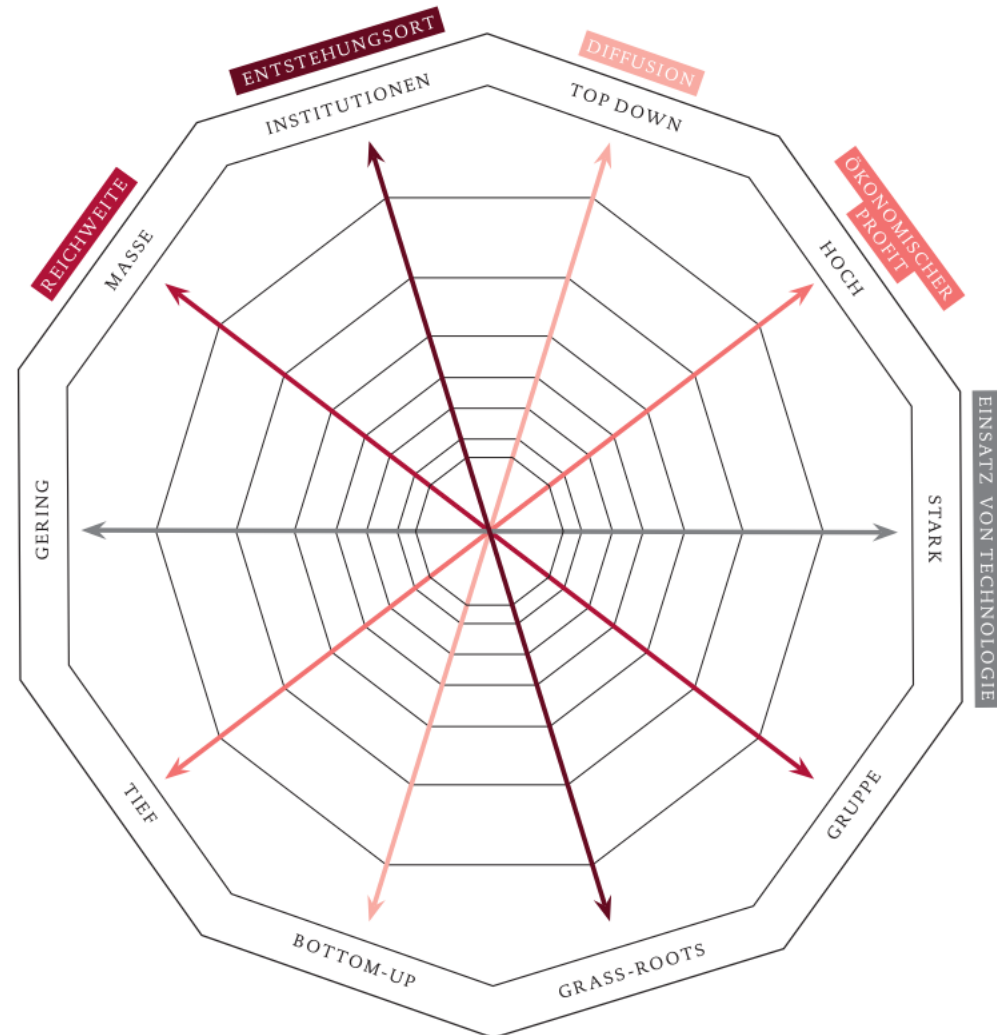 ENTSTEHUNGSORT
INSTITUTIONEN
DIFFUSION
TOP DOWN
ÖKONOMISCHER
PROFIT
HOCH
REICHWEITE
MASSE
EINSATZ VON TECHNOLOGIE
STARK
GERING
GRUPPE
TIEF
BOTTOM-UP
GRASS-ROOTS